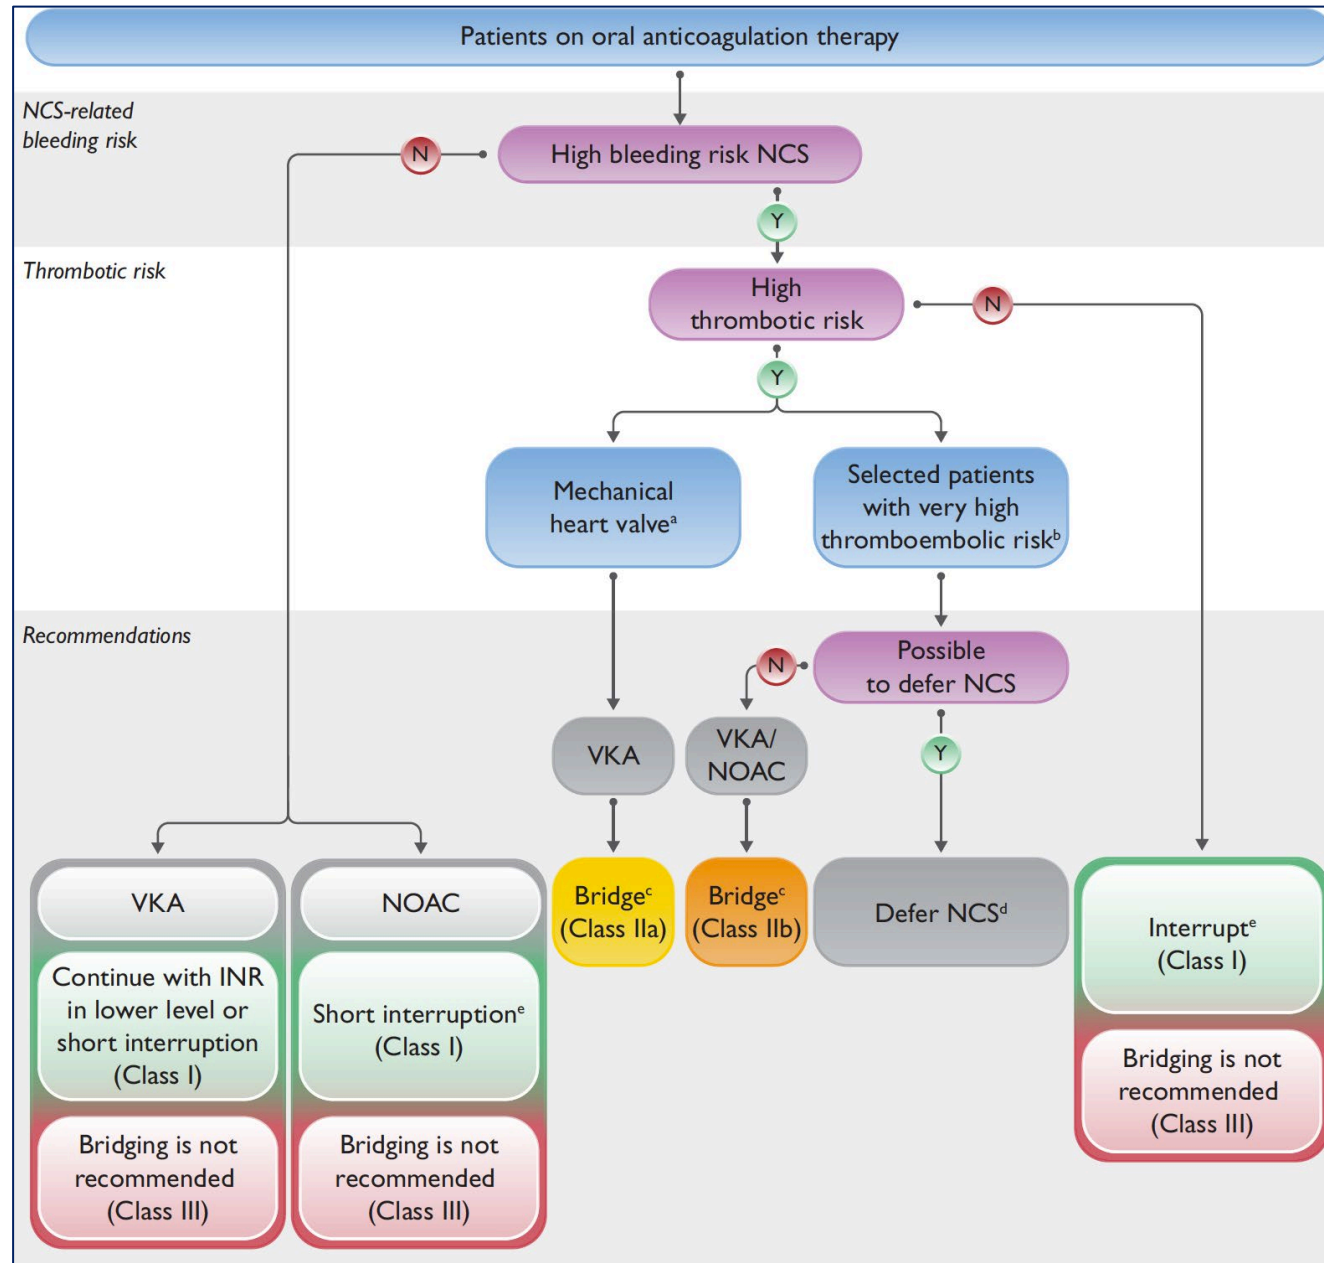 Patients on oral anticoagulation therapy
NCS-related
bleeding risk
N
High bleeding risk NCS
Y
Thrombotic risk
High
thrombotic risk
N
Y
Mechanical
heart valveᵃ
Selected patients
with very high
thromboembolic riskᵇ
Recommendations
Possible
to defer NCS
N
Y
VKA
VKA/
NOAC
VKA
Continue with INR
in lower level or
short interruption
(Class I)
Bridging is not
recommended
(Class III)
NOAC
Short interruptionᵉ
(Class I)
Bridging is not
recommended
(Class III)
Bridgeᶜ
(Class IIa)
Bridgeᶜ
(Class IIb)
Defer NCSᵈ
Interruptᵉ
(Class I)
Bridging is not
recommended
(Class III)